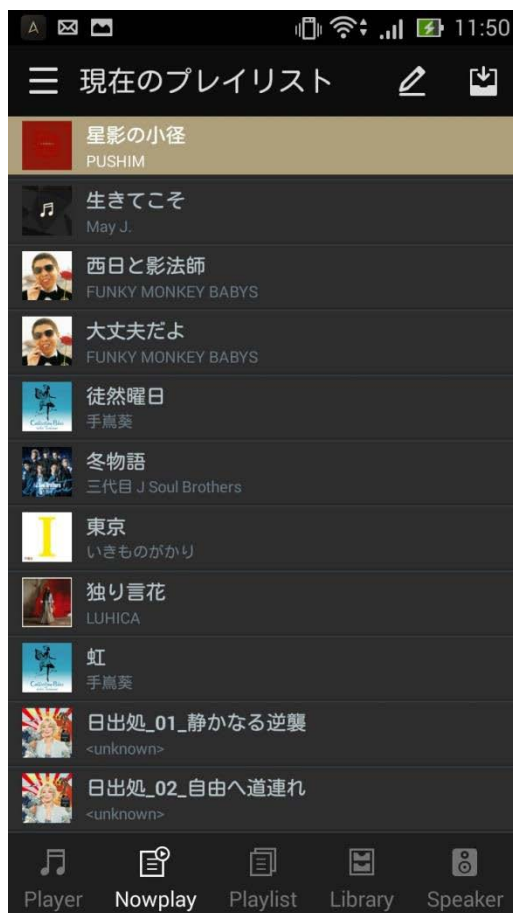 11:50
現在のプレイリスト
星影の小径
PUSHIM
生きてこそ
May J.
西日と影法師
FUNKY MONKEY BABYS
大丈夫だよ
FUNKY MONKEY BABYS
徒然曜日
手嶌葵
冬物語
三代目 J Soul Brothers
東京
いきものがかり
独り言花
LUHICA
虹
手嶌葵
日出処_01_静かなる逆襲
<unknown>
日出処_02_自由へ道連れ
<unknown>
Player Nowplay Playlist Library Speaker